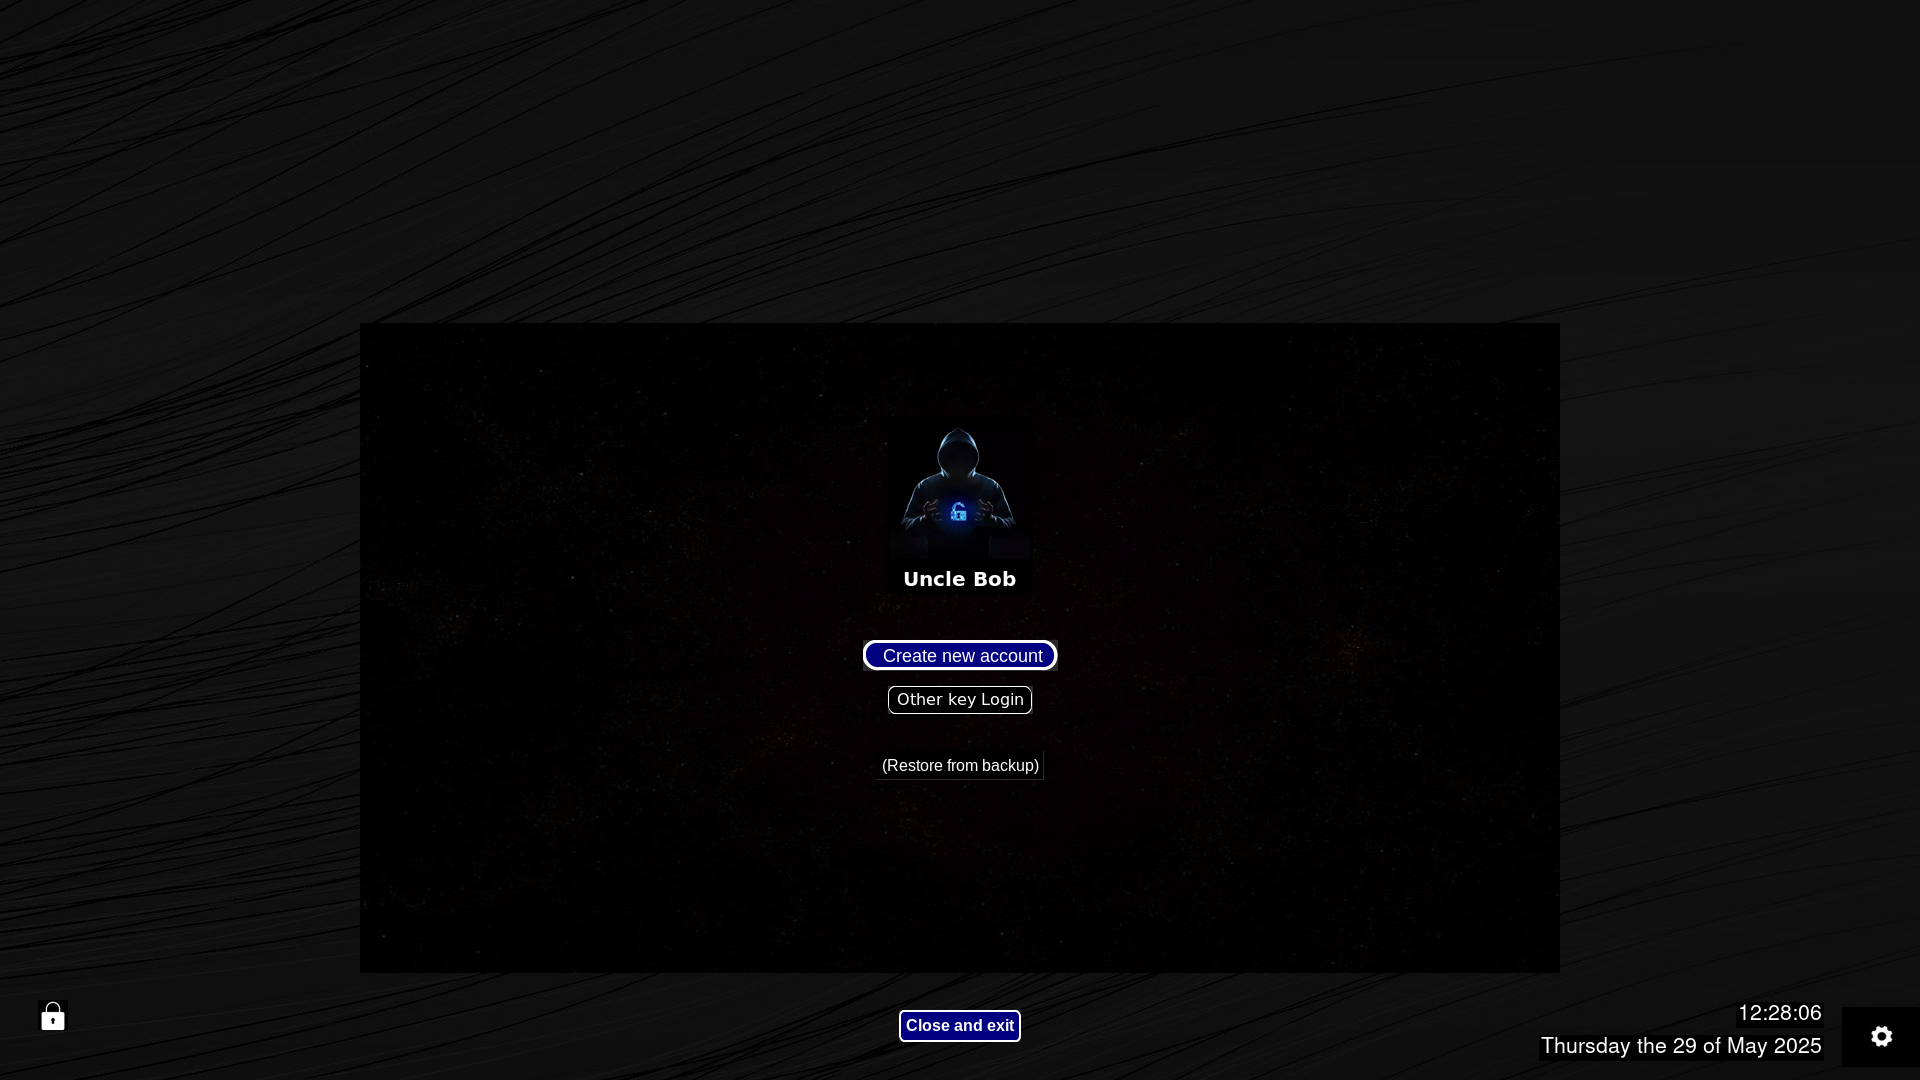 Uncle Bob
Create new account
Other key Login
(Restore from backup)
Close and exit
12:28:06
Thursday the 29 of May 2025